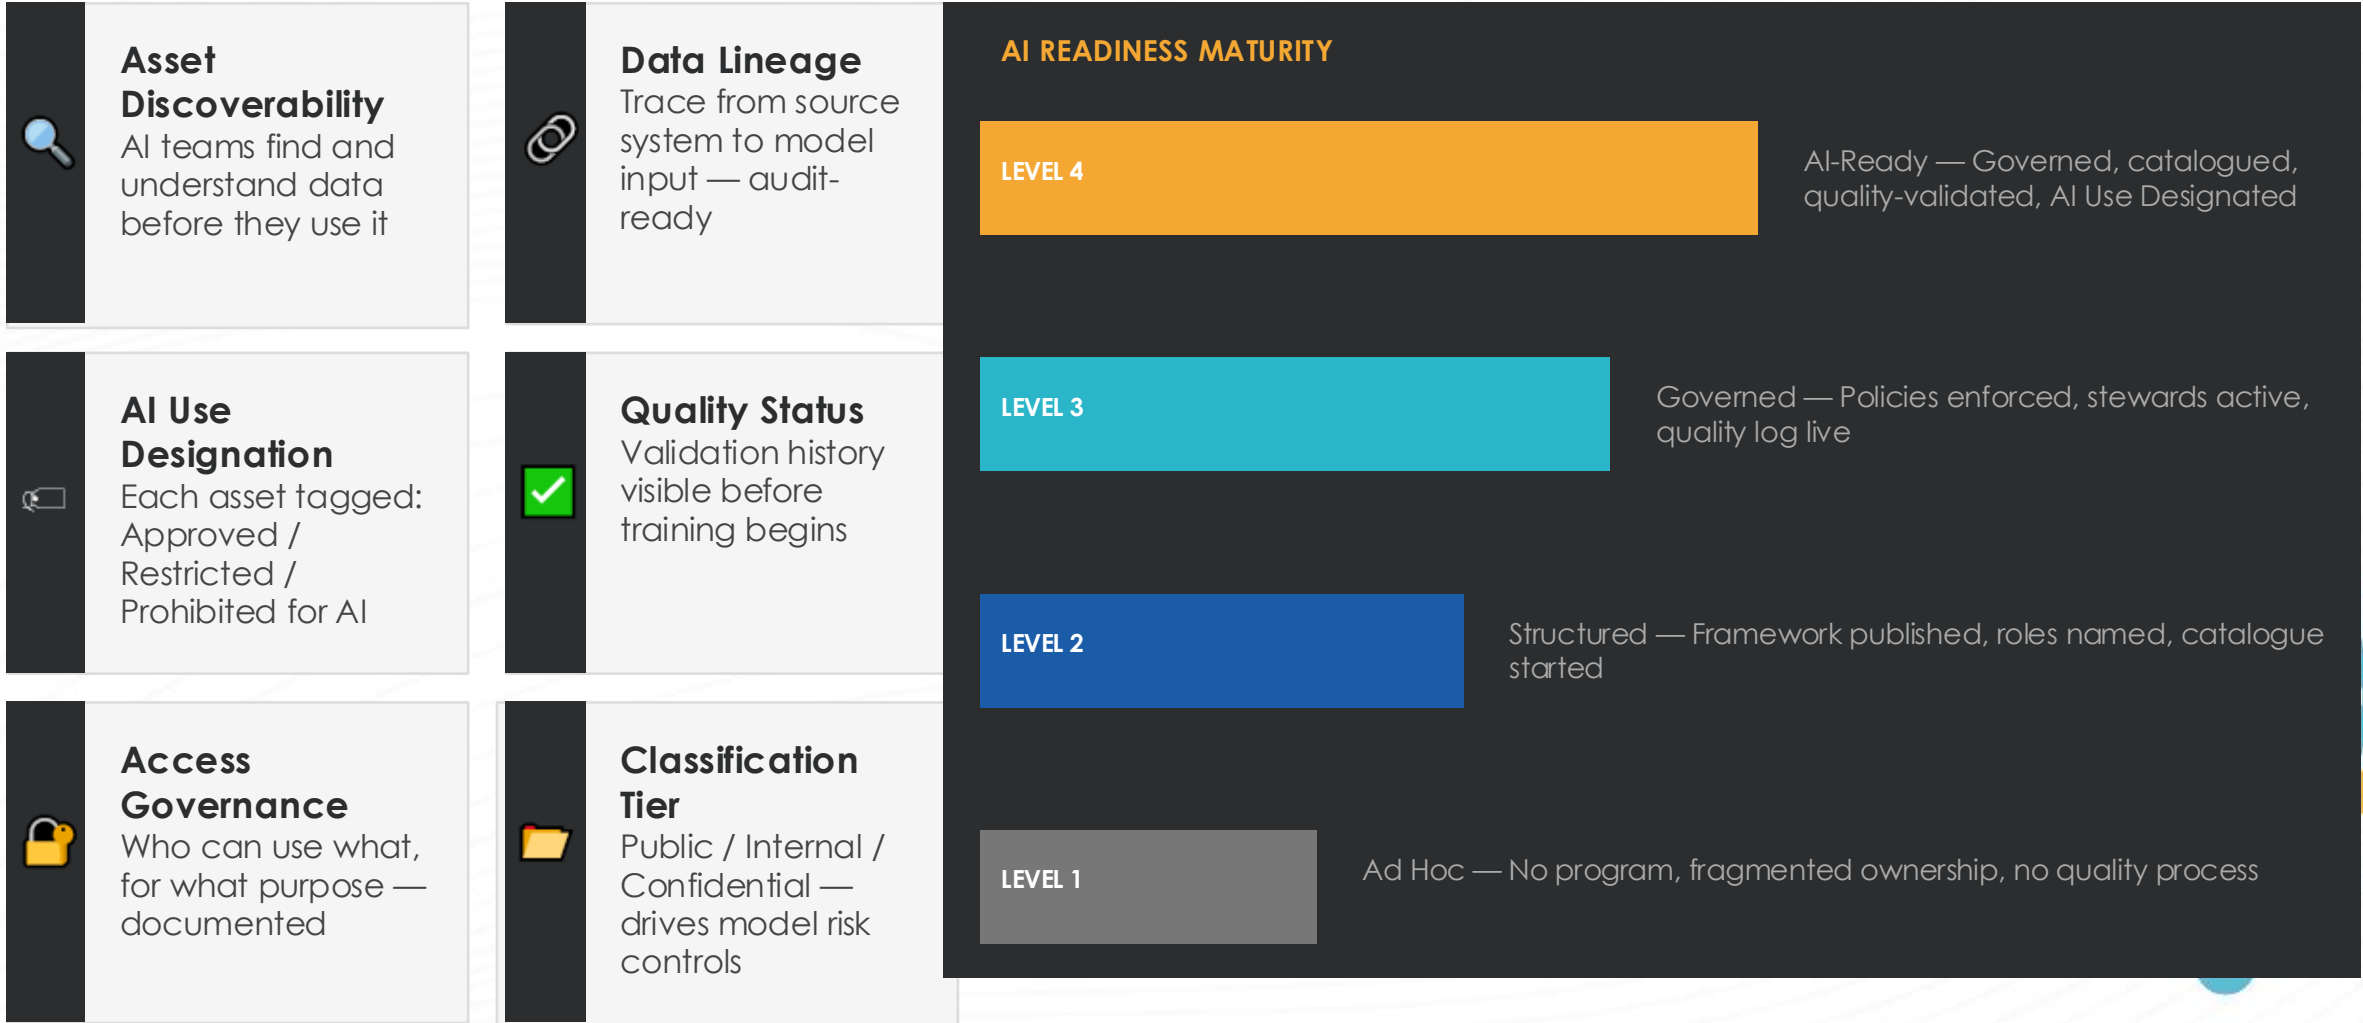 Asset
Discoverability
AI teams find and
understand data
before they use it
Data Lineage
Trace from source
system to model
input — audit-
ready
AI Use
Designation
Each asset tagged:
Approved /
Restricted /
Prohibited for AI
Quality Status
Validation history
visible before
training begins
Access
Governance
Who can use what,
for what purpose —
documented
Classification
Tier
Public / Internal /
Confidential —
drives model risk
controls
AI READINESS MATURITY
LEVEL 4
AI-Ready — Governed, catalogued,
quality-validated, AI Use Designated
LEVEL 3
Governed — Policies enforced, stewards active,
quality log live
LEVEL 2
Structured — Framework published, roles named, catalogue
started
LEVEL 1
Ad Hoc — No program, fragmented ownership, no quality process